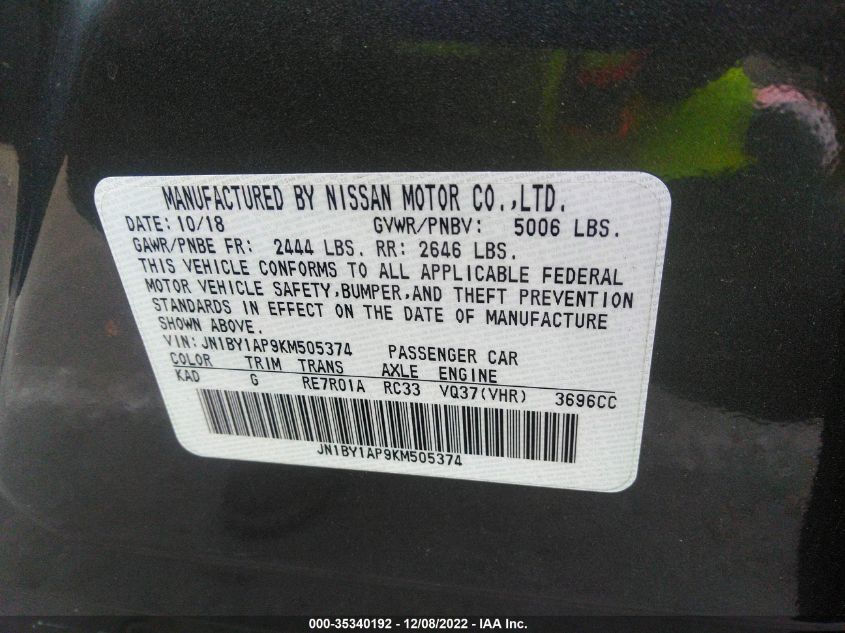 MANUFACTURED BY NISSAN MOTOR CO.,LTD.
DATE: 10/18 GVWR/PNBV: 5006 LBS.
GAWR/PNBE FR: 2444 LBS. RR: 2646 LBS.
THIS VEHICLE CONFORMS TO ALL APPLICABLE FEDERAL
MOTOR VEHICLE SAFETY,BUMPER,AND THEFT PREVENTION
STANDARDS IN EFFECT ON THE DATE OF MANUFACTURE
SHOWN ABOVE.
VIN: JN1BY1AP9KM505374 PASSENGER CAR
COLOR TRIM TRANS AXLE ENGINE
KAD G RE7R01A RC33 VQ37(VHR) 3696CC
JN1BY1AP9KM505374
000-35340192 - 12/08/2022 - IAA Inc.